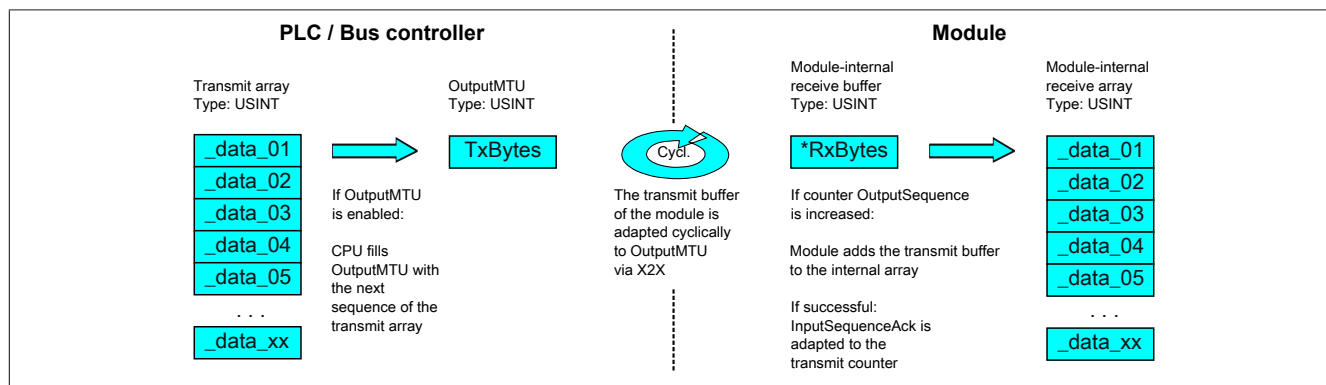 PLC / Bus controller
Module
Transmit array
Type: USINT
OutputMTU
Type: USINT
Module-internal
receive buffer
Type: USINT
Module-internal
receive array
Type: USINT
_data_01
_data_02
_data_03
_data_04
_data_05
. . .
_data_xx
If OutputMTU
is enabled:
CPU fills
OutputMTU with
the next
sequence of the
transmit array
TxBytes
Cycl.
The transmit buffer
of the module is
adapted cyclically
to OutputMTU
via X2X
*RxBytes
If counter OutputSequence
is increased:
Module adds the transmit buffer
to the internal array
If successful:
InputSequenceAck is
adapted to the
transmit counter
_data_01
_data_02
_data_03
_data_04
_data_05
. . .
_data_xx